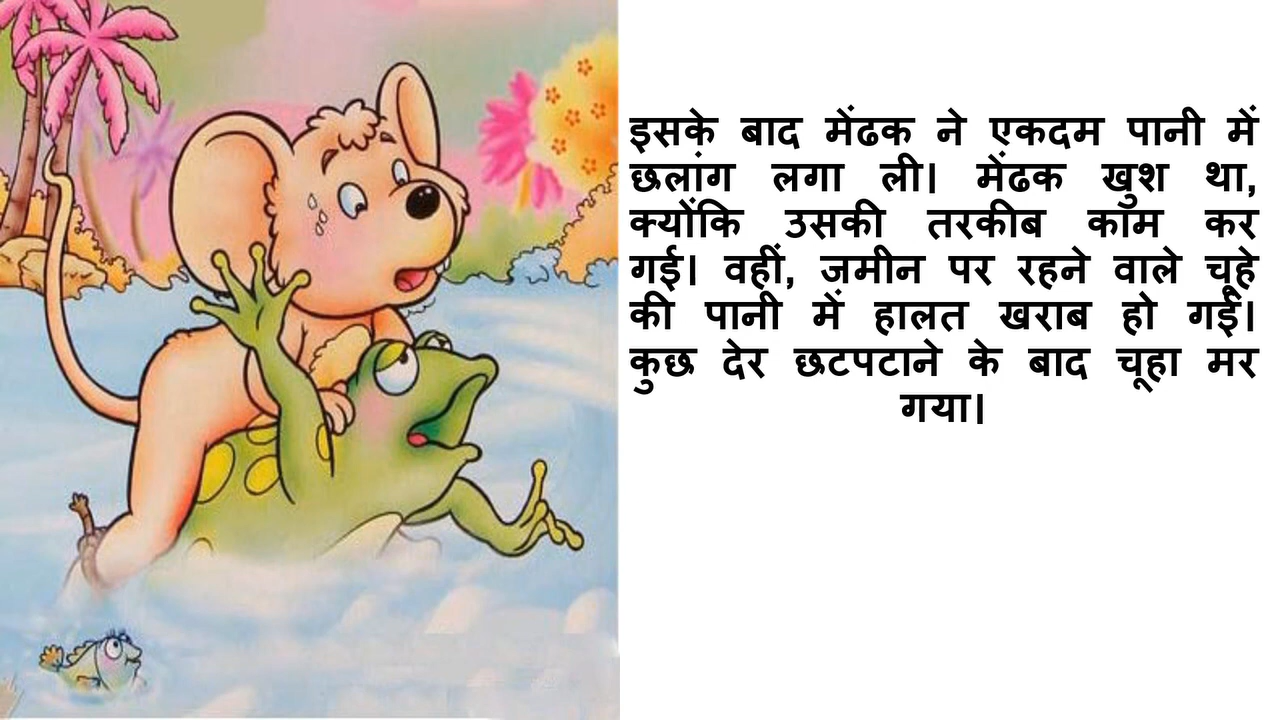 इसके बाद मेंढक ने एकदम पानी में
छलांग लगा ली। मेंढक खुश था,
क्योंकि उसकी तरकीब काम कर
गई। वहीं, जमीन पर रहने वाले चूहे
की पानी में हालत खराब हो गई।
कुछ देर छटपटाने के बाद चूहा मर
गया।